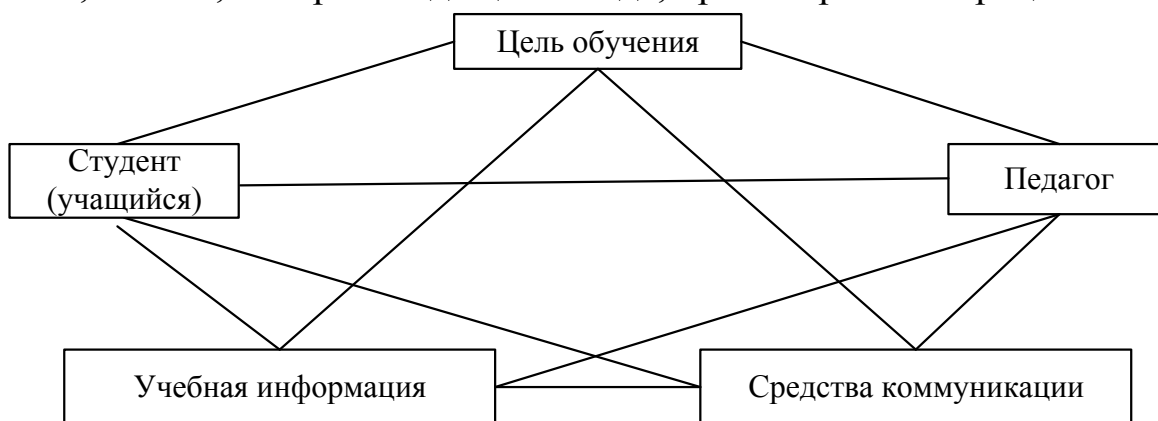 Цель обучения
Студент
(учащийся)
Педагог
Учебная информация
Средства коммуникации